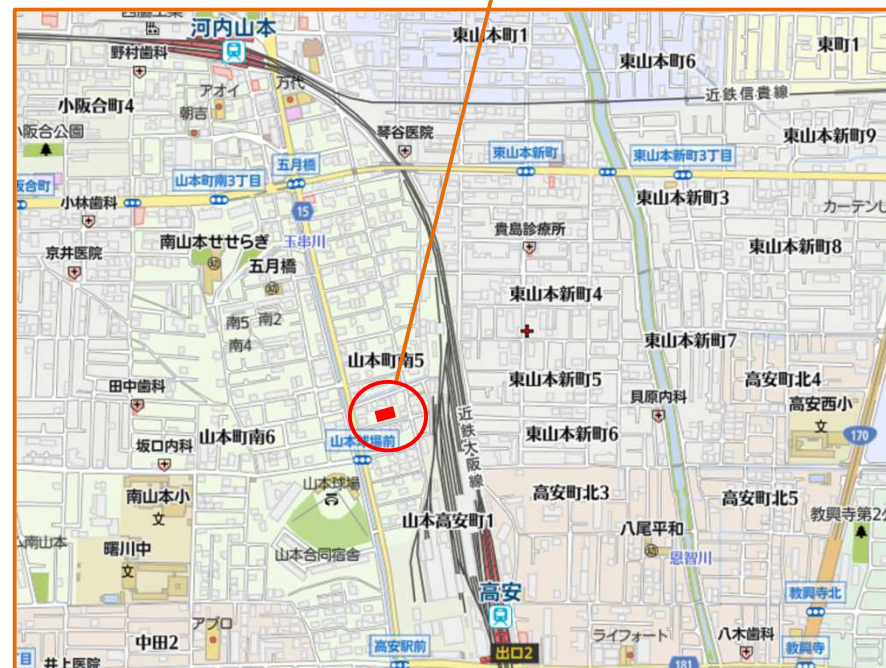 河内山本
東山本町1
東町1
野村歯科
東山本町6
近鉄信貴線
アオイ
万代
小阪合町4
朝吉
小阪合公園
琴谷医院
東山本新町9
五月橋
東山本新町
東山本新町3丁目
山本町南3丁目
阪合町
小林歯科
15
東山本新町3
カーテンし
玉串川
京井医院
南山本せせらぎ
貴島診療所
東山本新町8
五月橋
東山本新町4
南5
南2
南4
東山本新町7
山本町南5
田中歯科
東山本新町5
高安町北4
貝原内科
高安西小
文
近鉄大阪線
山本町南6
山本球場前
東山本新町6
170
坂口内科
山本球場
高安町北3
高安町北5
南山本小
文
山本高安町1
教興寺第2公
八尾平和
南山本
曙川中
文
山本合同宿舎
恩智川
高安
教興寺北
アプロ
中田2
ライフォート
八木歯科
高安駅前
出口2
教興寺
井上医院
181